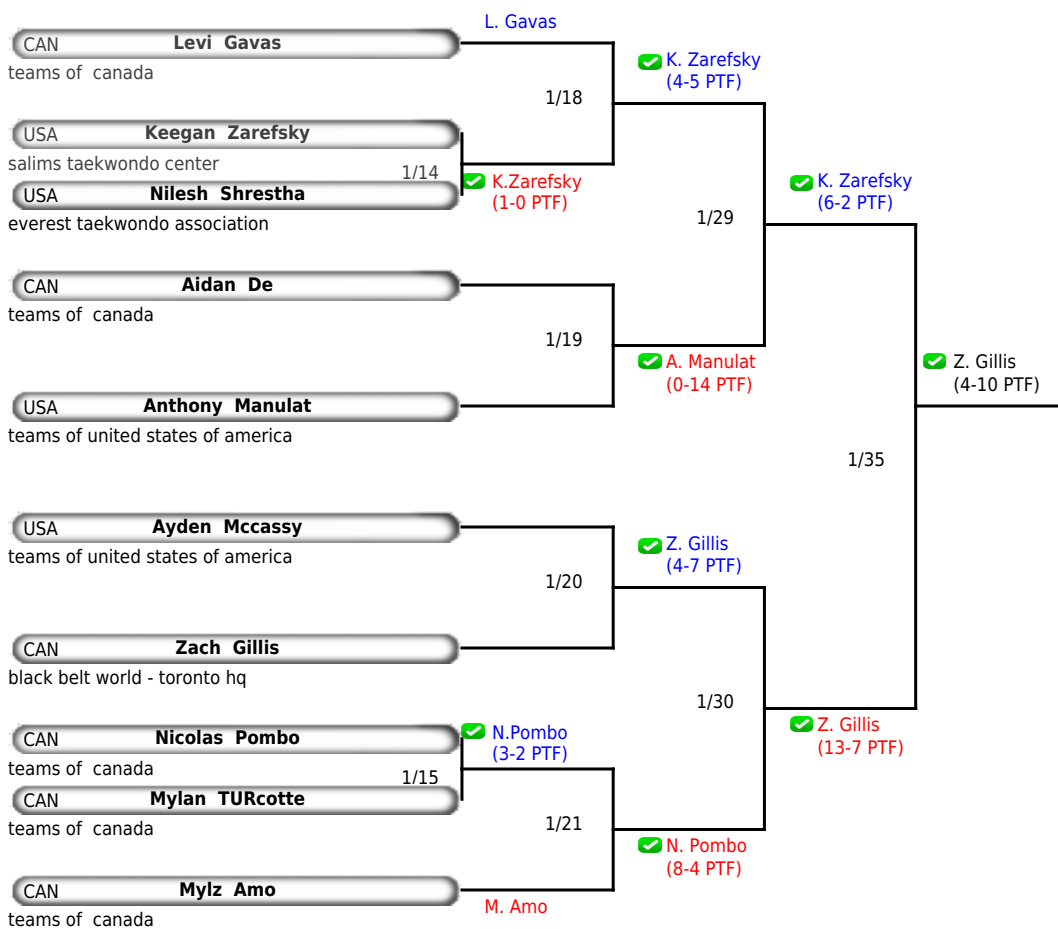 L. Gavas
CAN Levi Gavas
teams of canada
K. Zarefsky
(4-5 PTF)
1/18
USA Keegan Zarefsky
salims taekwondo center
1/14
K.Zarefsky
(1-0 PTF)
USA Nilesh Shrestha
everest taekwondo association
K. Zarefsky
(6-2 PTF)
1/29
CAN Aidan De
teams of canada
1/19
A. Manulat
(0-14 PTF)
Z. Gillis
(4-10 PTF)
USA Anthony Manulat
teams of united states of america
1/35
USA Ayden Mccassy
teams of united states of america
Z. Gillis
(4-7 PTF)
1/20
CAN Zach Gillis
black belt world - toronto hq
1/30
Z. Gillis
(13-7 PTF)
CAN Nicolas Pombo
teams of canada
N.Pombo
(3-2 PTF)
1/15
CAN Mylan TURcotte
teams of canada
1/21
N. Pombo
(8-4 PTF)
CAN Mylz Amo
teams of canada
M. Amo